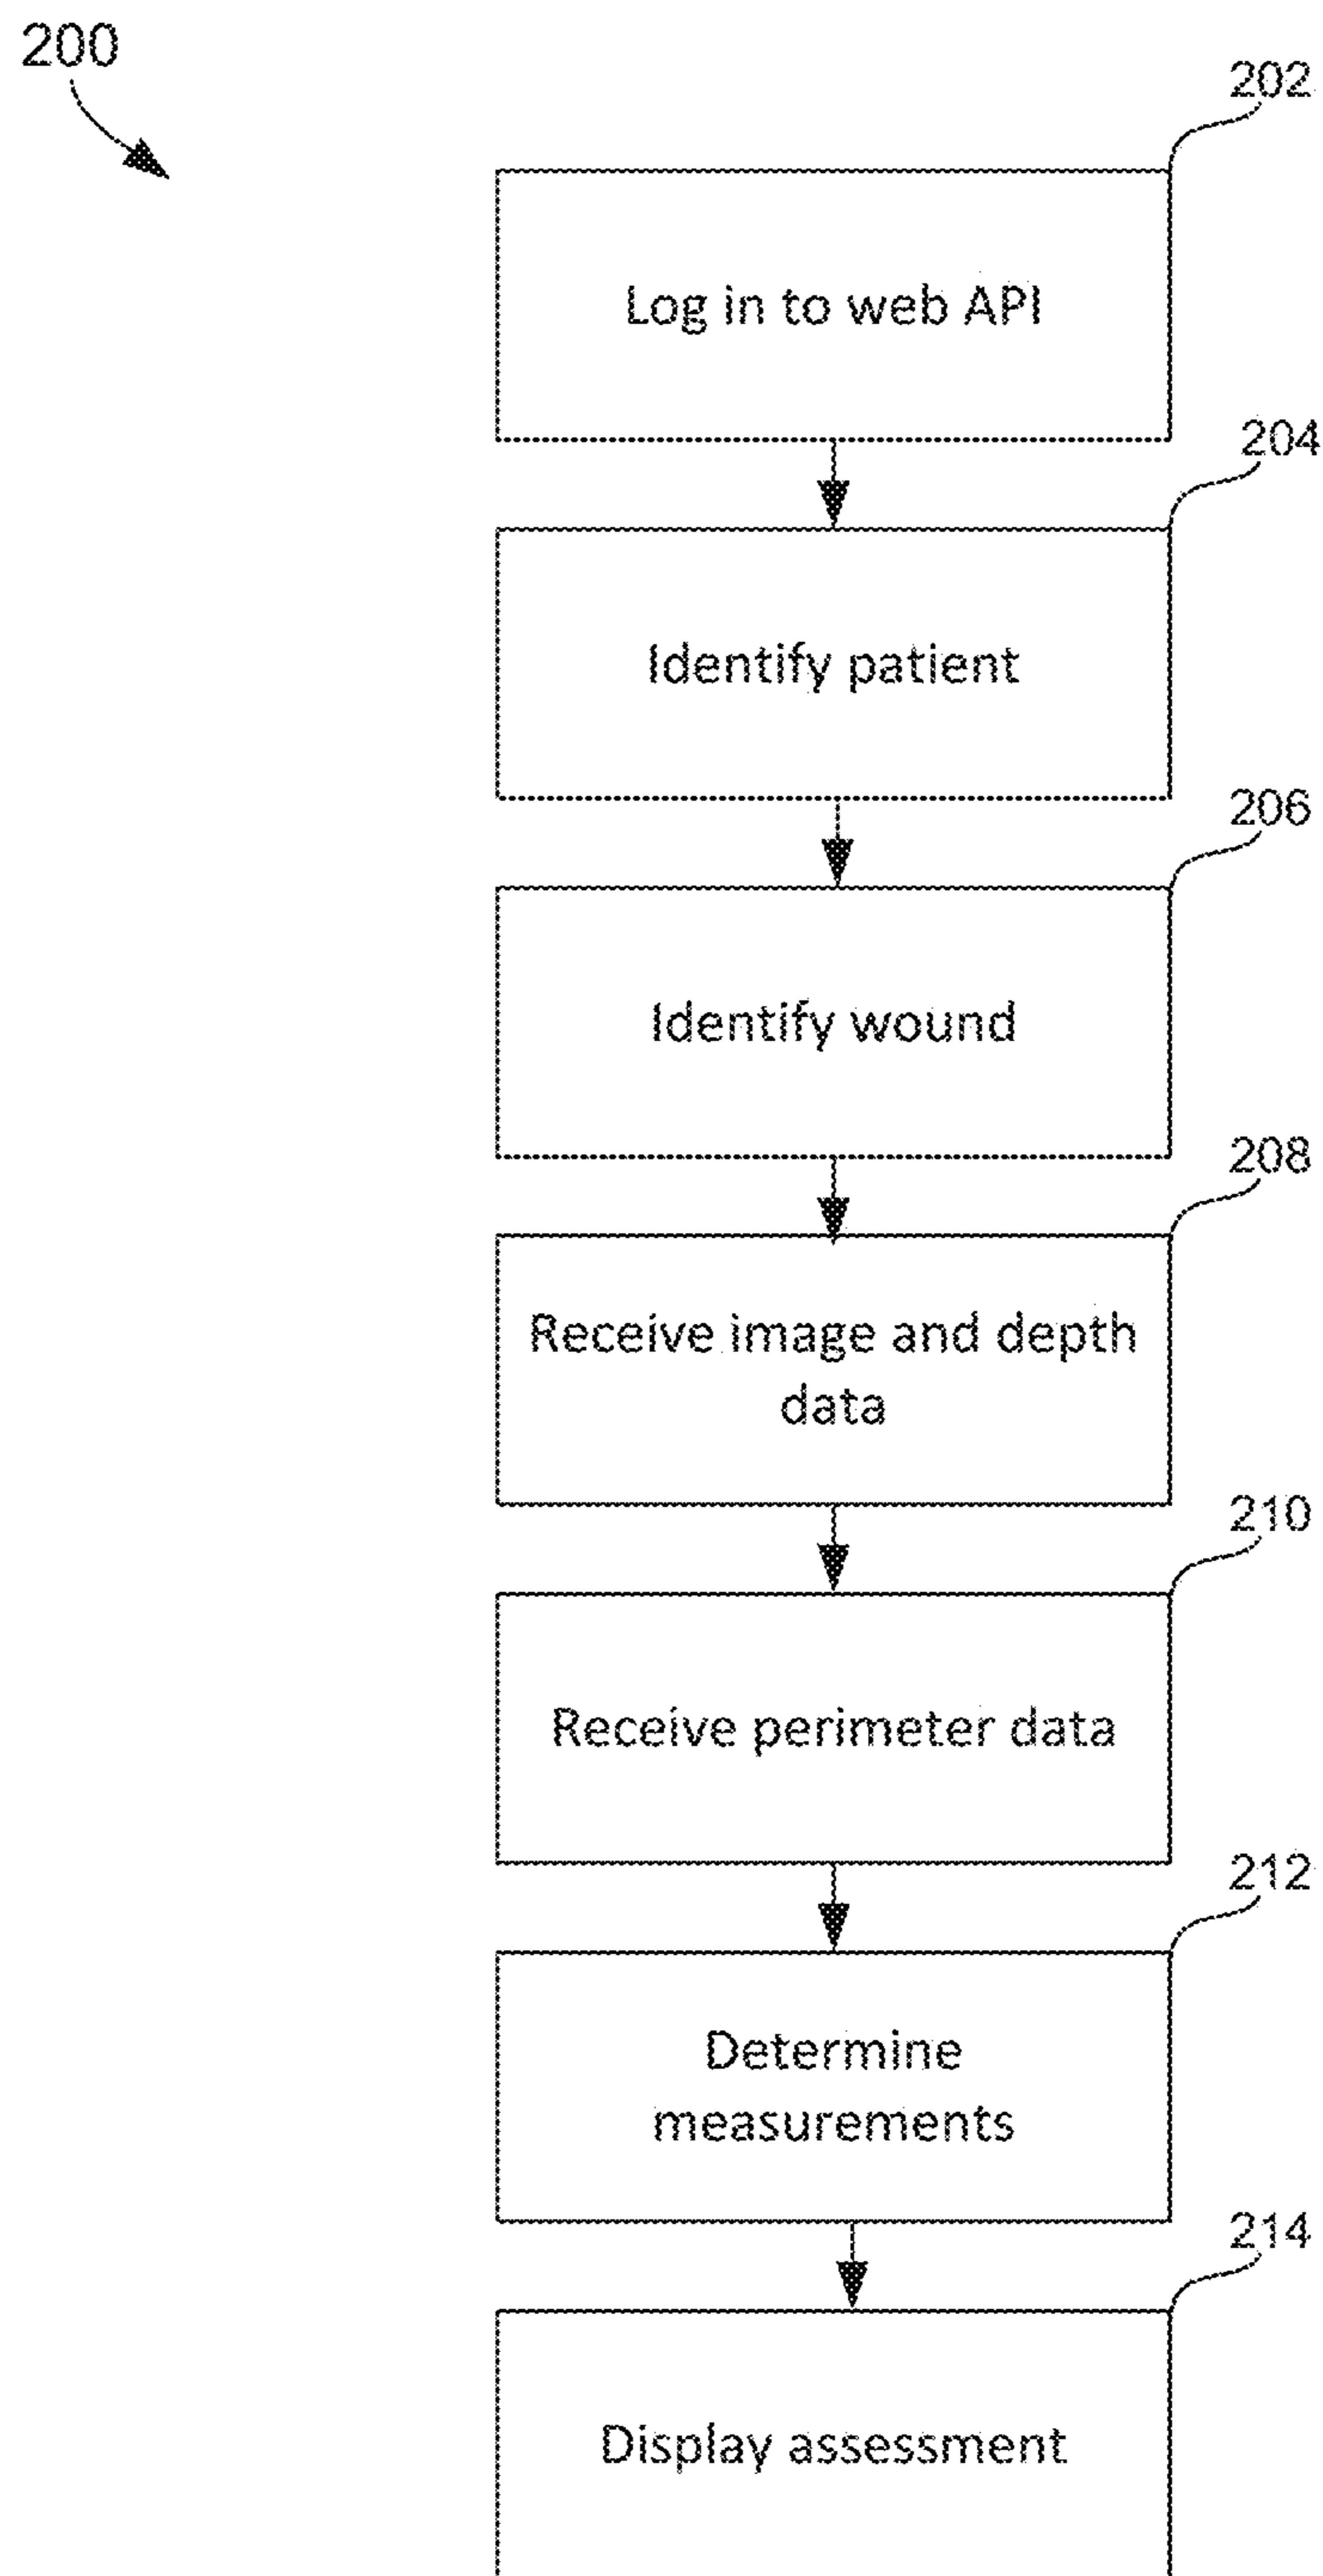 200
202
Log in to web API
204
Identify patient
206
Identify wound
208
Receive image and depth
data
210
Receive perimeter data
212
Determine
measurements
214
Display assessment